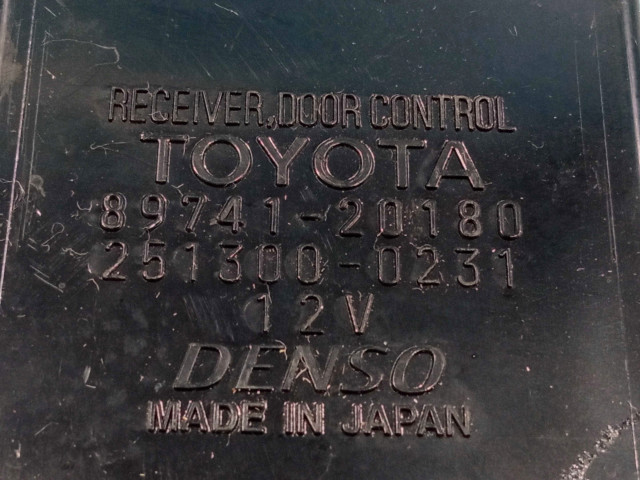 RECEIVER, DOOR CONTROL
TOYOTA
89741-20180
251300-0231
12V
DENSO
MADE IN JAPAN